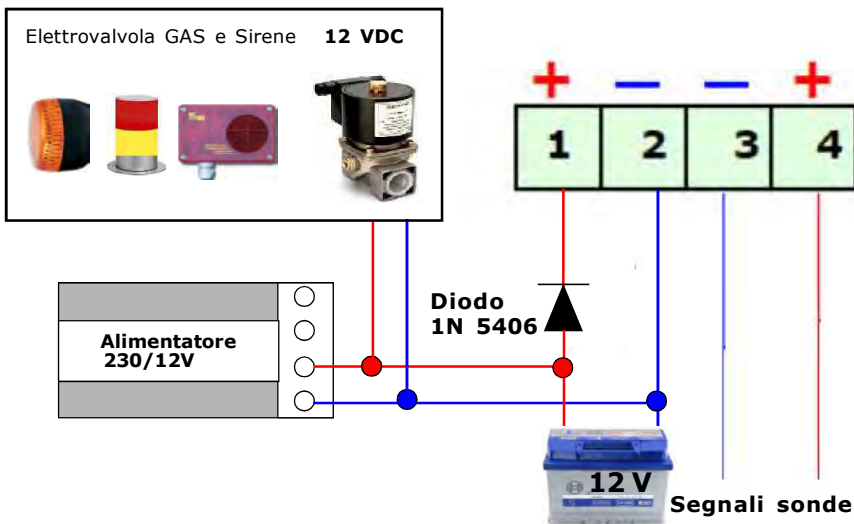 Elettrovalvola GAS e Sirene 12 VDC
+ − − +
1 2 3 4
Diodo
1N 5406
Alimentatore
230/12V
12 V
Segnali sonde